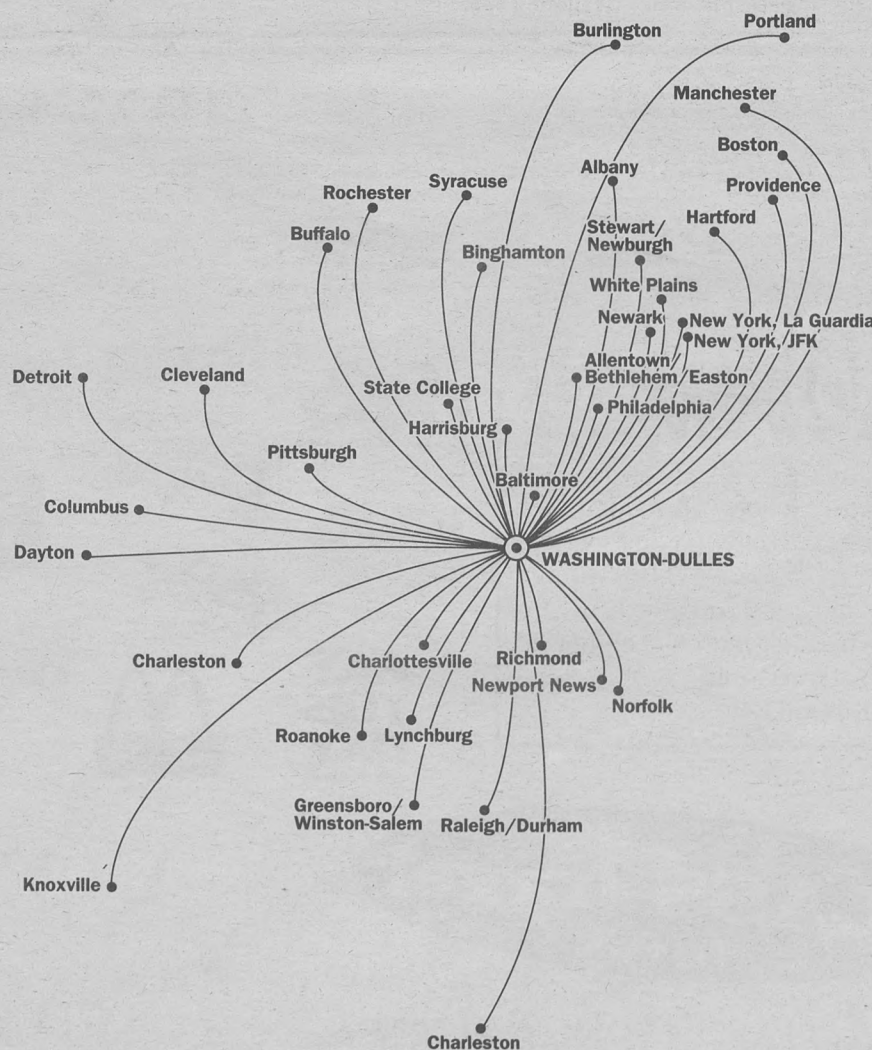 Portland
Burlington
Manchester
Boston
Albany
Syracuse
Providence
Rochester
Hartford
Stewart/
Newburgh
Buffalo
Binghamton
White Plains
Newark
New York, La Guardia
New York, JFK
Allentown/
Bethlehem/Easton
Detroit
Cleveland
State College
Philadelphia
Harrisburg
Pittsburgh
Baltimore
Columbus
Dayton
WASHINGTON-DULLES
Charleston
Charlottesville
Richmond
Newport News
Norfolk
Roanoke
Lynchburg
Greensboro/
Winston-Salem
Raleigh/Durham
Knoxville
Charleston